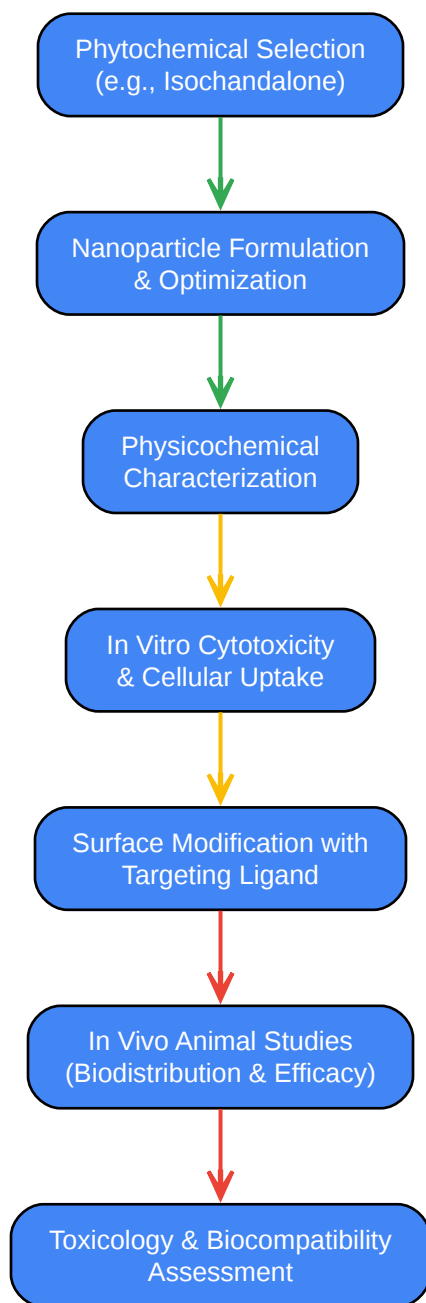 Phytochemical Selection
(e.g., Isochandalone)
Nanoparticle Formulation
& Optimization
Physicochemical
Characterization
In Vitro Cytotoxicity
& Cellular Uptake
Surface Modification with
Targeting Ligand
In Vivo Animal Studies
(Biodistribution & Efficacy)
Toxicology & Biocompatibility
Assessment